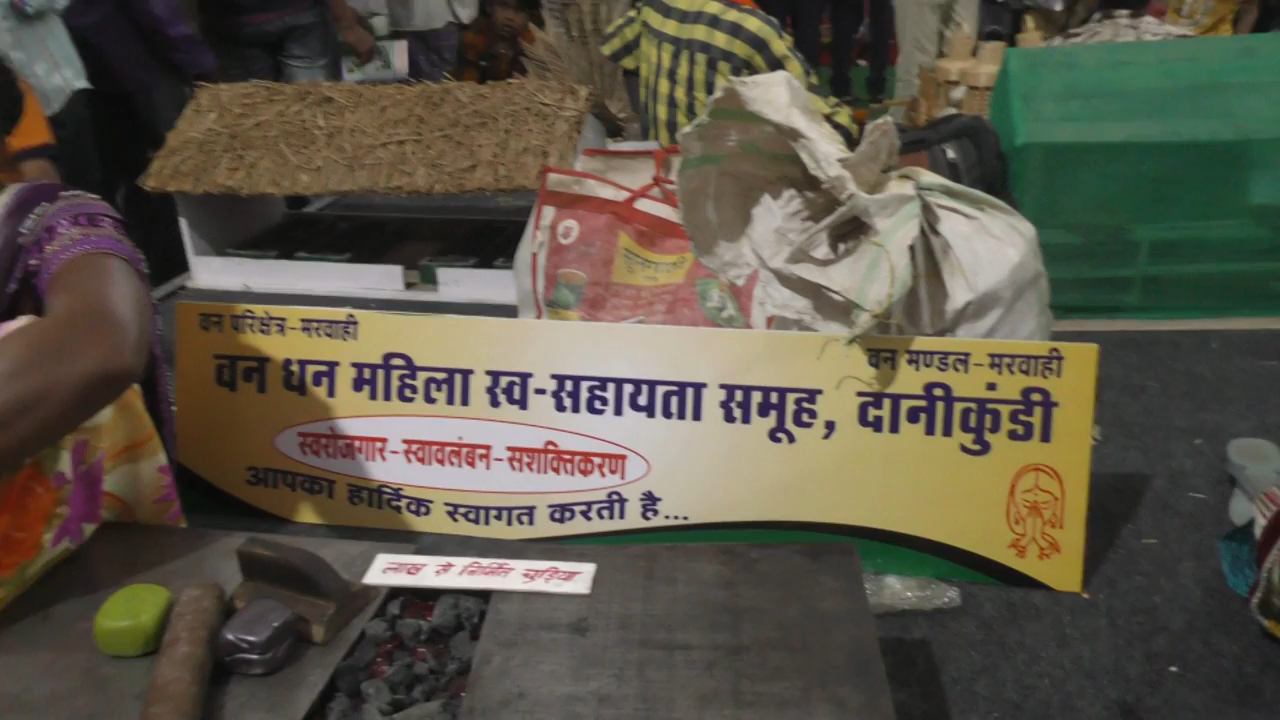 वन परिक्षेत्र-मरवाही
वन मण्डल-मरवाही
वन धन महिला स्व-सहायता समूह, दानीकुंडी
स्वरोजगार-स्वावलंबन-सशक्तिकरण
आपका हार्दिक स्वागत करती है...
लाख से निर्मित चूड़िया